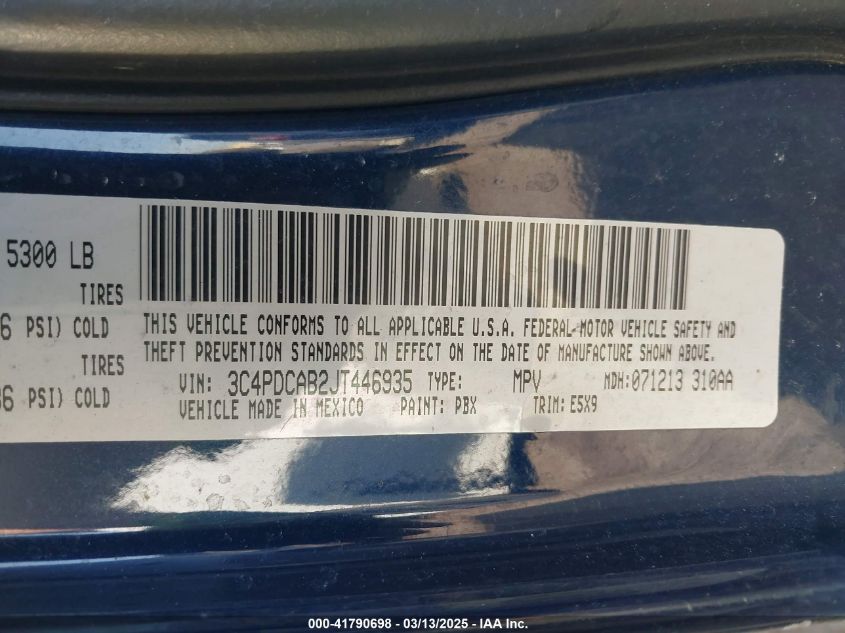 5300 LB
TIRES
6 PSI) COLD
TIRES
36 PSI) COLD
THIS VEHICLE CONFORMS TO ALL APPLICABLE U.S.A. FEDERAL MOTOR VEHICLE SAFETY AND
THEFT PREVENTION STANDARDS IN EFFECT ON THE DATE OF MANUFACTURE SHOWN ABOVE.
VIN: 3C4PDCAB2JT446935 TYPE: MPV MDH:071213 310AA
VEHICLE MADE IN MEXICO PAINT: PBX TRIM: E5X9
000-41790698 - 03/13/2025 - IAA Inc.